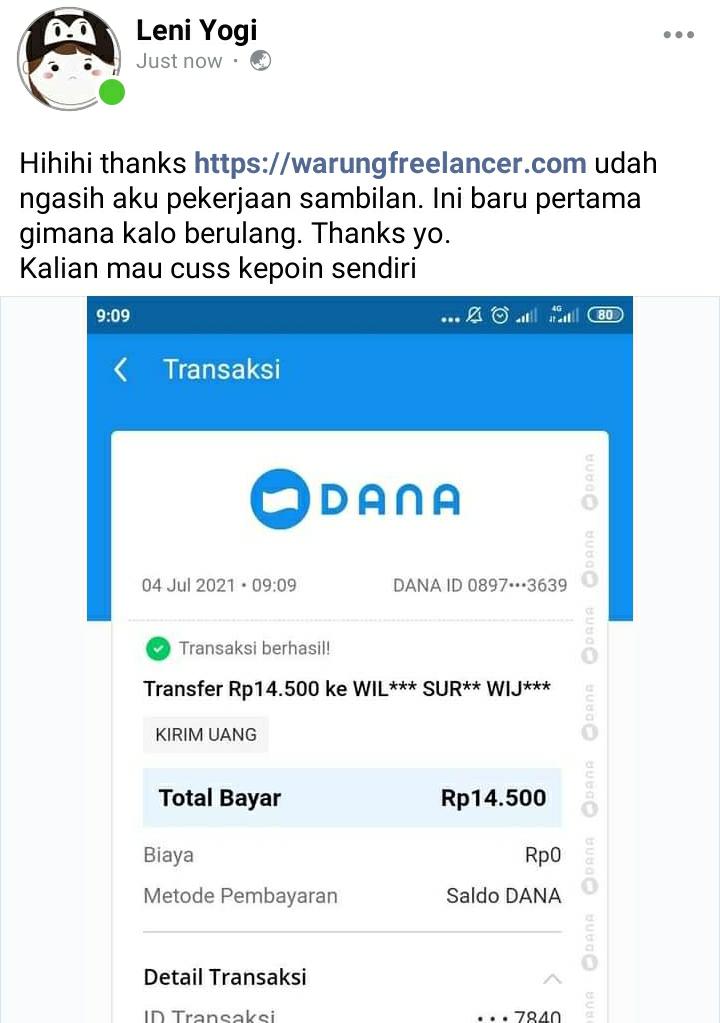 Leni Yogi
Just now ·
Hihihi thanks https://warungfreelancer.com udah
ngasih aku pekerjaan sambilan. Ini baru pertama
gimana kalo berulang. Thanks yo.
Kalian mau cuss kepoin sendiri
9:09
4G
80
Transaksi
DANA
04 Jul 2021 • 09:09
DANA ID 0897•••3639
Transaksi berhasil!
Transfer Rp14.500 ke WIL*** SUR** WIJ***
KIRIM UANG
Total Bayar Rp14.500
Biaya Rp0
Metode Pembayaran Saldo DANA
Detail Transaksi
ID Transaksi ••• 7840
DANA
DANA
DANA
DANA
DANA
DANA
DANA
DANA